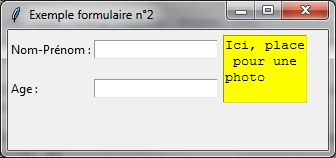 Exemple formulaire n°2
Nom-Prénom :
Ici, place
pour une
photo
Age :